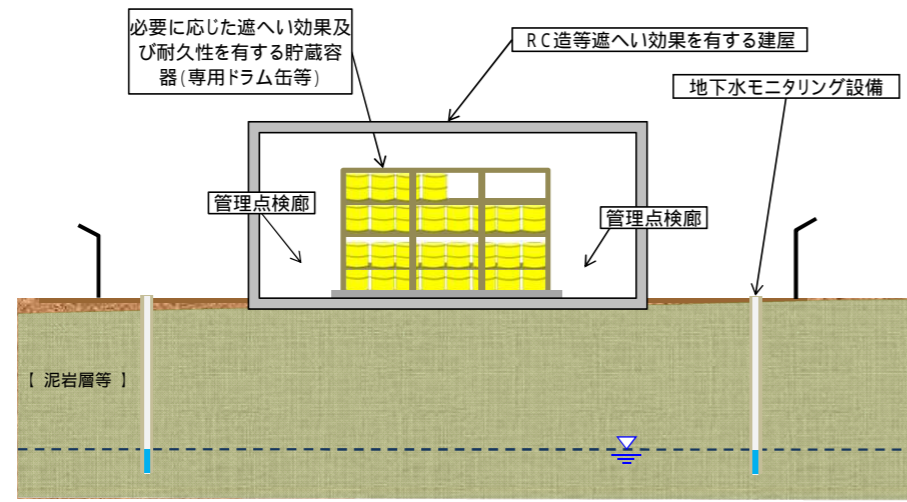 必要に応じた遮へい効果及
び耐久性を有する貯蔵容
器(専用ドラム缶等)
RC造等遮へい効果を有する建屋
地下水モニタリング設備
管理点検廊
管理点検廊
【 泥岩層等 】